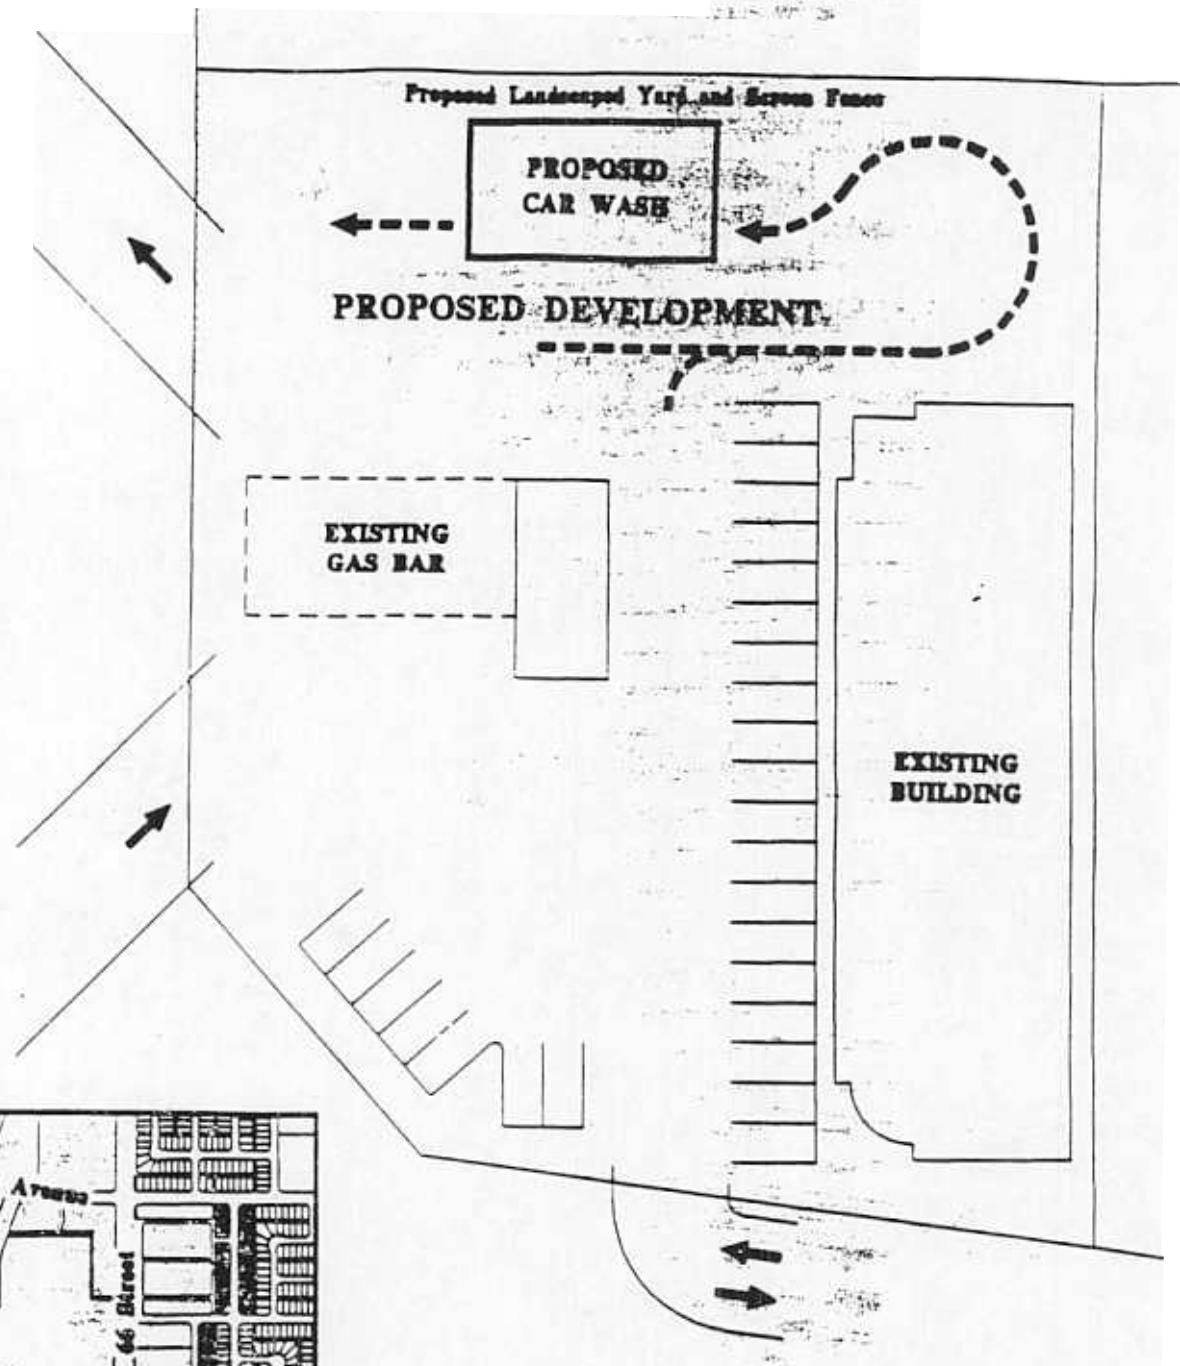 Proposed Landscaped Yard and Screen Fence
PROPOSED
CAR WASH
PROPOSED DEVELOPMENT
EXISTING
GAS BAR
EXISTING
BUILDING
Avenue
66 Street